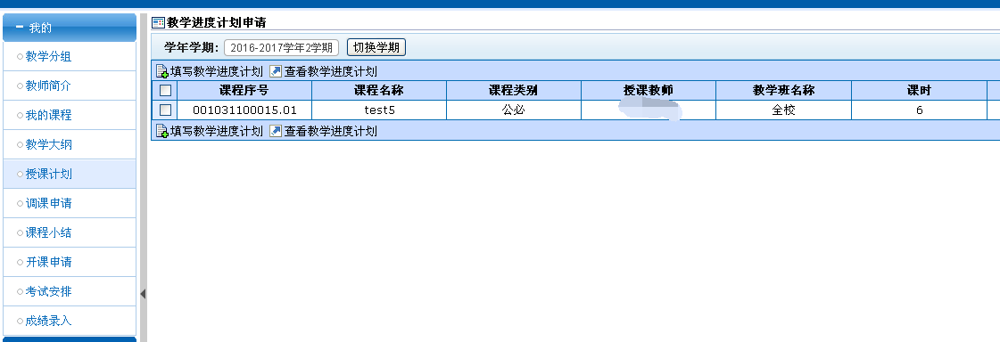 我的
教学分组
教师简介
我的课程
教学大纲
授课计划
调课申请
课程小结
开课申请
考试安排
成绩录入
教学进度计划申请
学年学期: 2016-2017学年2学期 切换学期
填写教学进度计划 查看教学进度计划
课程序号 课程名称 课程类别 授课教师 教学班名称 课时
001031100015.01 test5 公必 全校 6
填写教学进度计划 查看教学进度计划